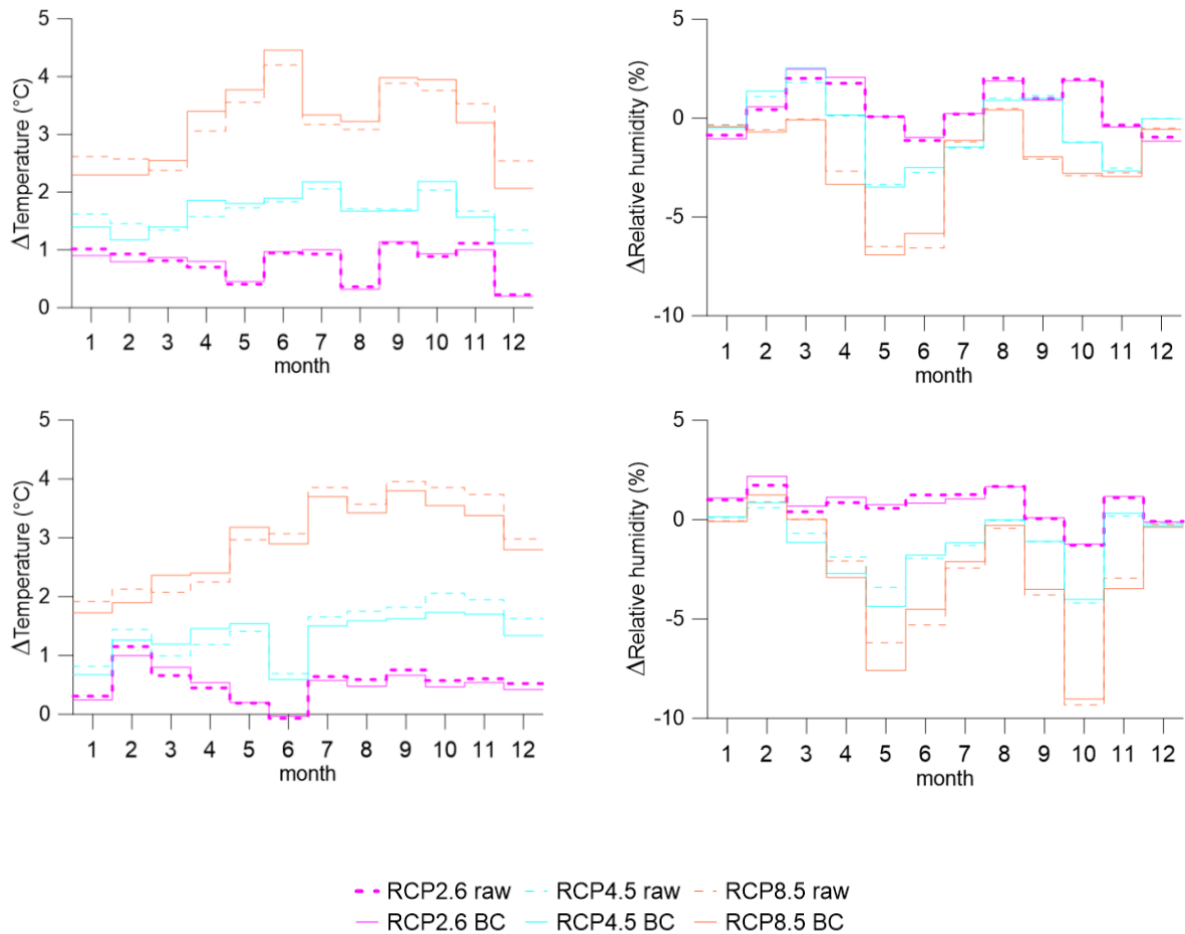 5
4
3
2
1
0
ΔTemperature (°C)
1 2 3 4 5 6 7 8 9 10 11 12
month
5
0
-5
-10
ΔRelative humidity (%)
1 2 3 4 5 6 7 8 9 10 11 12
month
5
4
3
2
1
0
ΔTemperature (°C)
1 2 3 4 5 6 7 8 9 10 11 12
month
5
0
-5
-10
ΔRelative humidity (%)
1 2 3 4 5 6 7 8 9 10 11 12
month
RCP2.6 raw RCP4.5 raw RCP8.5 raw
RCP2.6 BC RCP4.5 BC RCP8.5 BC